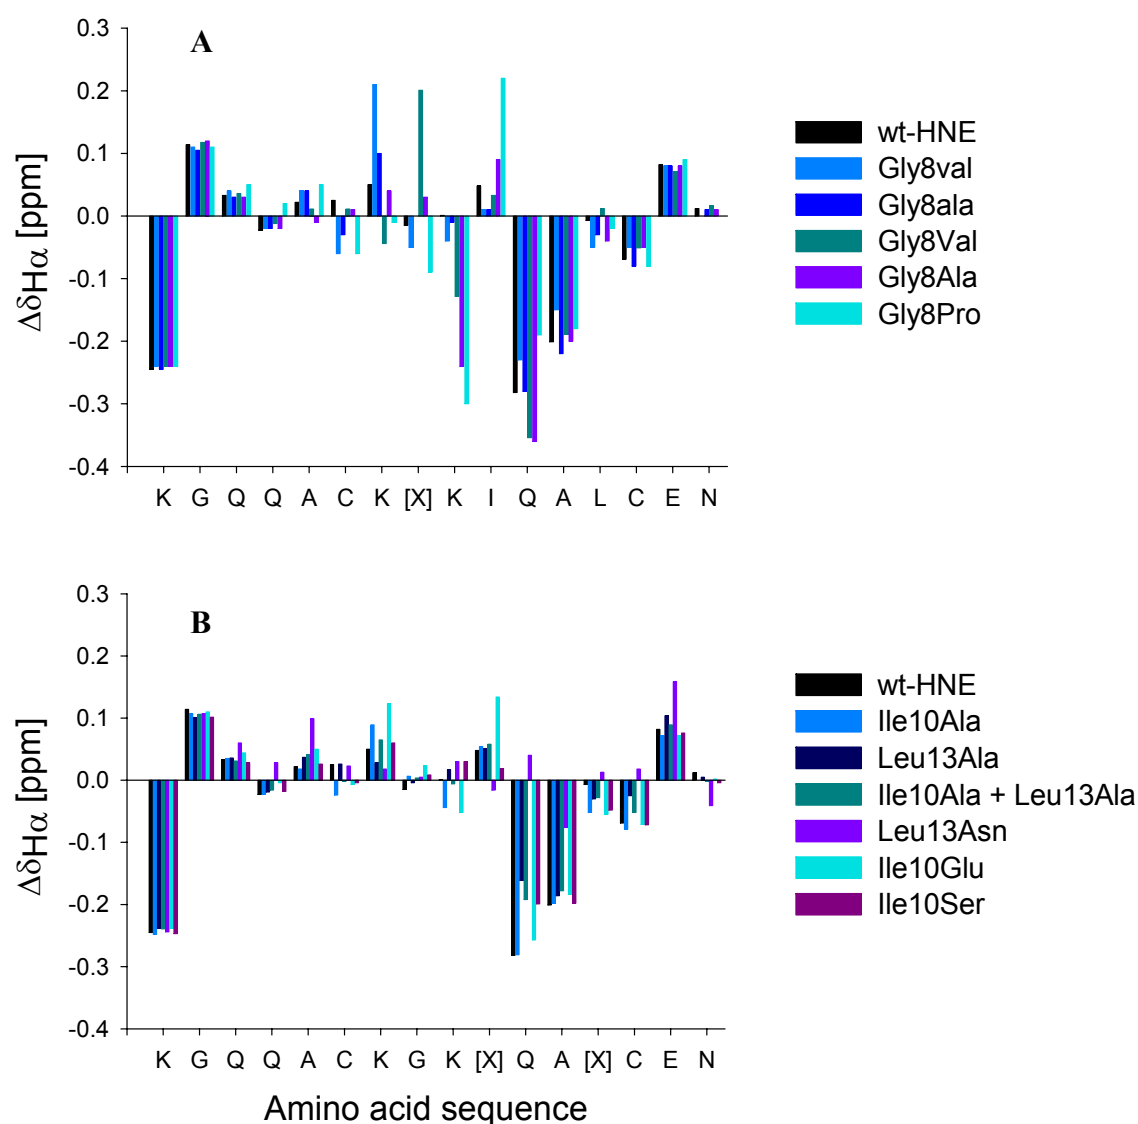 0.3
A
0.2
0.1
0.0
-0.1
-0.2
-0.3
-0.4
ΔδHα [ppm]
K G Q Q A C K [X] K I Q A L C E N
wt-HNE
Gly8val
Gly8ala
Gly8Val
Gly8Ala
Gly8Pro
0.3
B
0.2
0.1
0.0
-0.1
-0.2
-0.3
-0.4
ΔδHα [ppm]
K G Q Q A C K G K [X] Q A [X] C E N
Amino acid sequence
wt-HNE
Ile10Ala
Leu13Ala
Ile10Ala + Leu13Ala
Leu13Asn
Ile10Glu
Ile10Ser